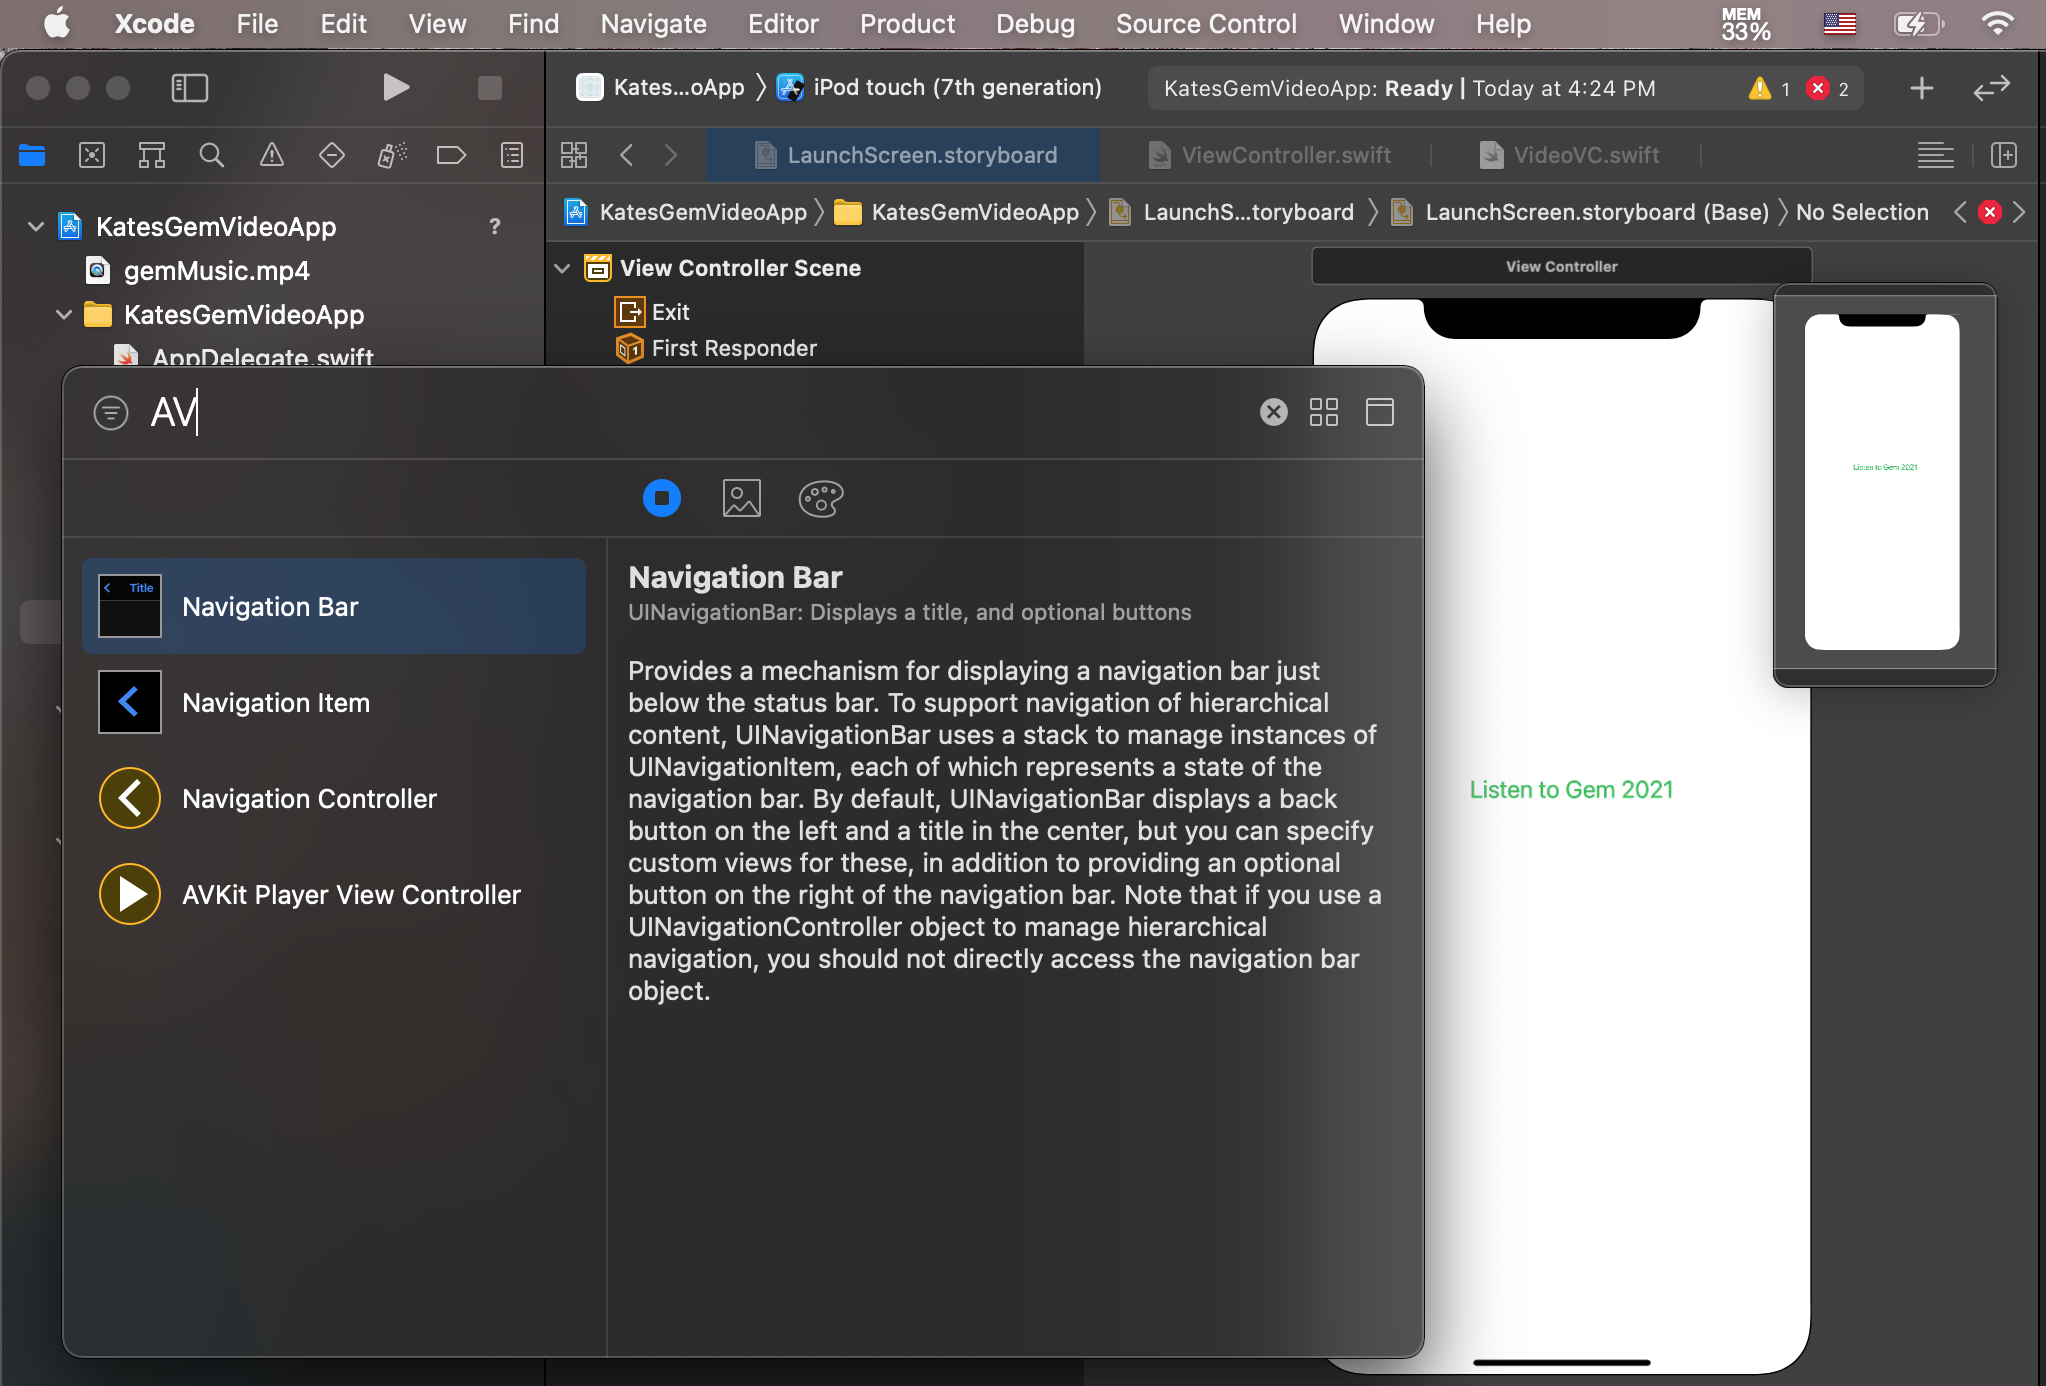 Xcode File Edit View Find Navigate Editor Product Debug Source Control Window Help MEM 33%
Kates...oApp iPod touch (7th generation) KatesGemVideoApp: Ready | Today at 4:24 PM 1 2
LaunchScreen.storyboard ViewController.swift VideoVC.swift
KatesGemVideoApp KatesGemVideoApp LaunchS...toryboard LaunchScreen.storyboard (Base) No Selection
KatesGemVideoApp ?
gemMusic.mp4
KatesGemVideoApp
AppDelegate.swift
View Controller Scene
Exit
First Responder
View Controller
Listen to Gem 2021
AV
Title
Navigation Bar
Navigation Item
Navigation Controller
AVKit Player View Controller
Navigation Bar
UINavigationBar: Displays a title, and optional buttons
Provides a mechanism for displaying a navigation bar just
below the status bar. To support navigation of hierarchical
content, UINavigationBar uses a stack to manage instances of
UINavigationItem, each of which represents a state of the
navigation bar. By default, UINavigationBar displays a back
button on the left and a title in the center, but you can specify
custom views for these, in addition to providing an optional
button on the right of the navigation bar. Note that if you use a
UINavigationController object to manage hierarchical
navigation, you should not directly access the navigation bar
object.
Listen to Gem 2021